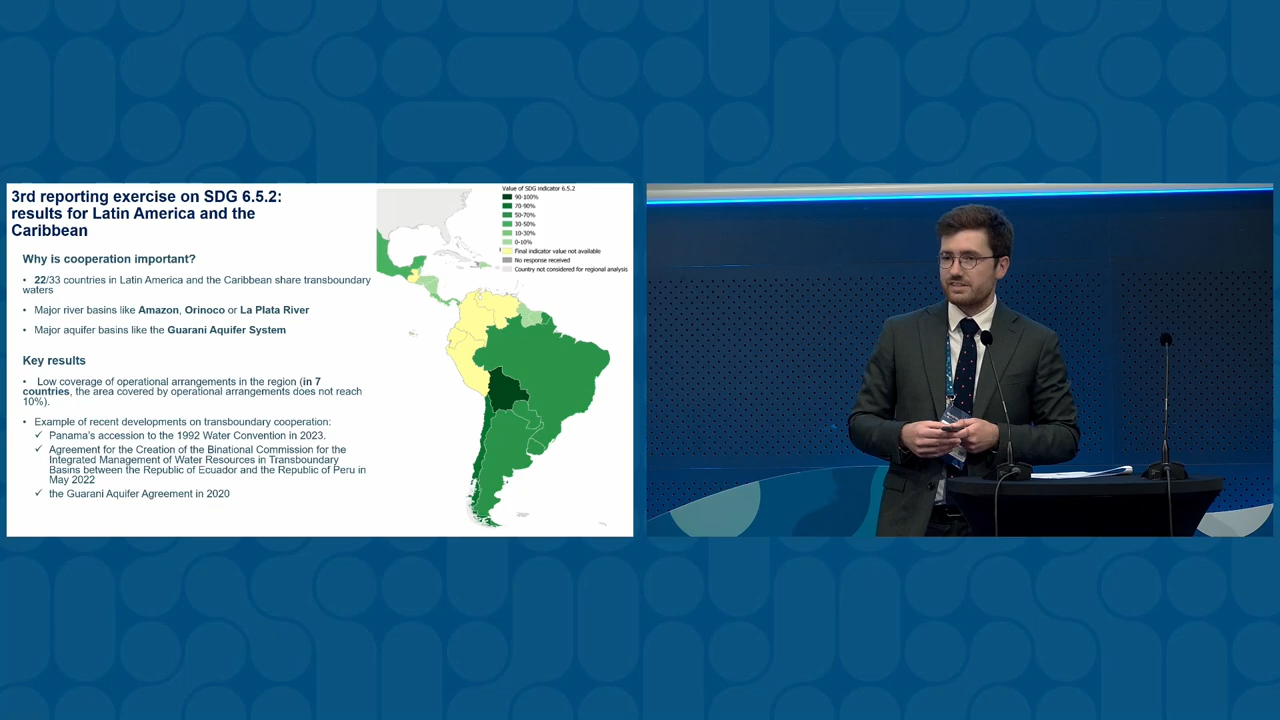 3rd reporting exercise on SDG 6.5.2:
results for Latin America and the
Caribbean
Why is cooperation important?
• 22/33 countries in Latin America and the Caribbean share transboundary
waters
• Major river basins like Amazon, Orinoco or La Plata River
• Major aquifer basins like the Guarani Aquifer System
Key results
• Low coverage of operational arrangements in the region (in 7
countries, the area covered by operational arrangements does not reach
10%).
• Example of recent developments on transboundary cooperation:
✓ Panama's accession to the 1992 Water Convention in 2023.
✓ Agreement for the Creation of the Binational Commission for the
Integrated Management of Water Resources in Transboundary
Basins between the Republic of Ecuador and the Republic of Peru in
May 2022
✓ the Guarani Aquifer Agreement in 2020
Value of SDG indicator 6.5.2
90-100%
70-90%
50-70%
30-50%
10-30%
0-10%
Final indicator value not available
No response received
Country not considered for regional analysis